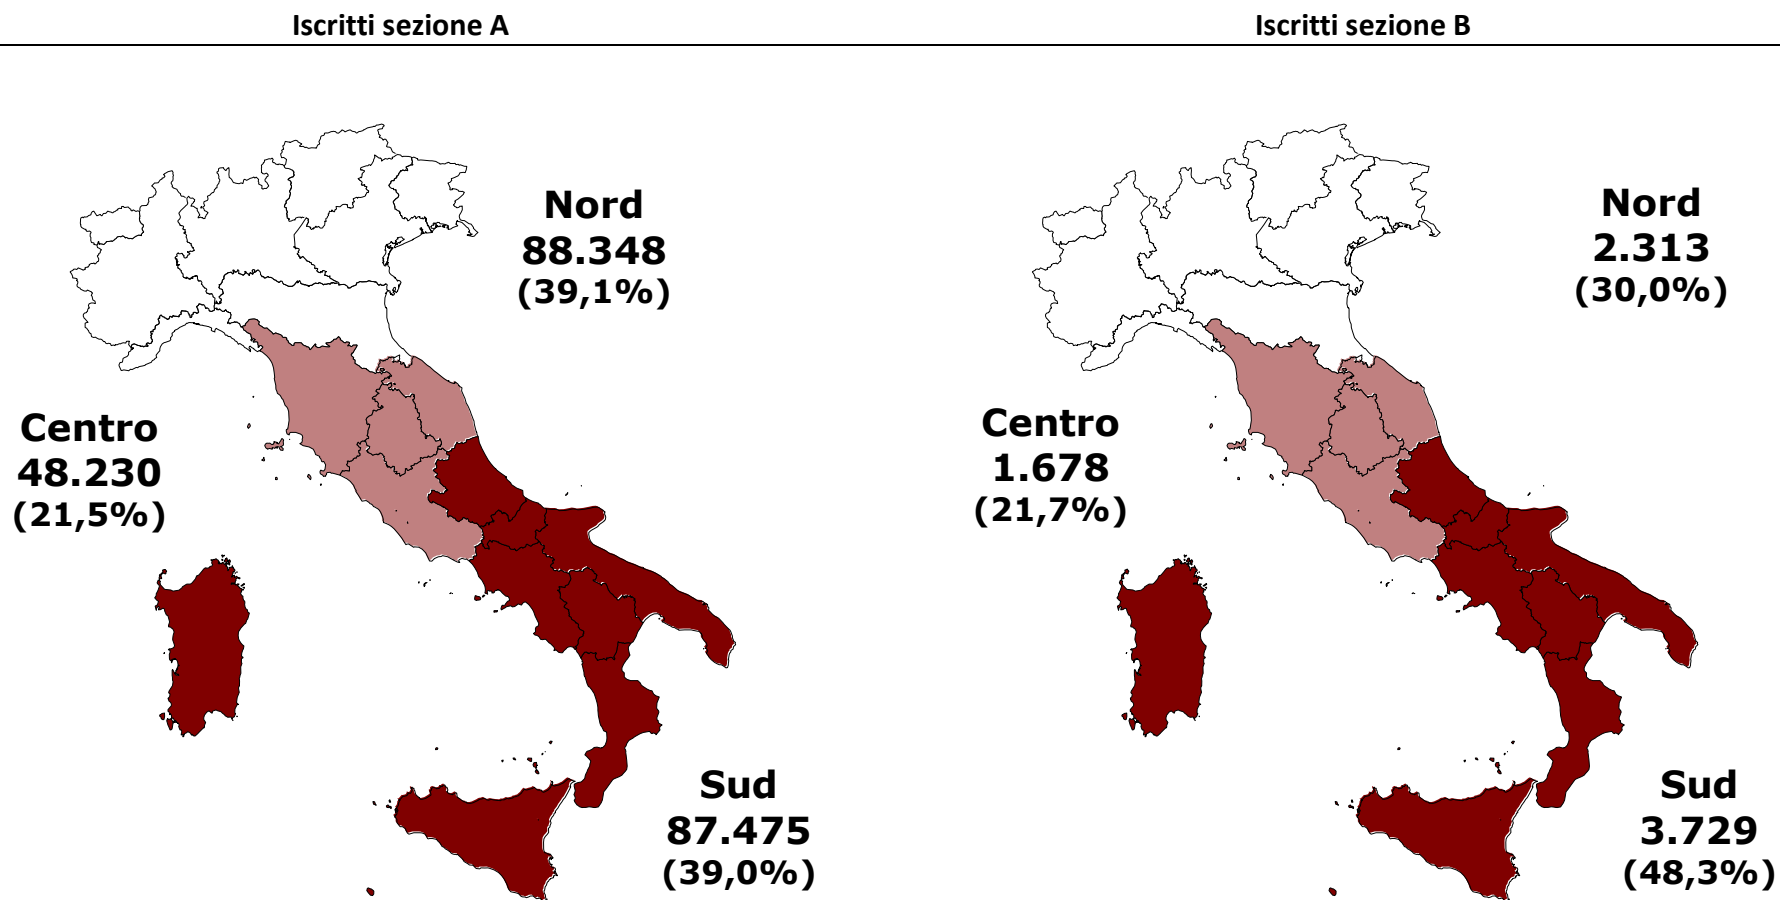 Iscritti sezione A
Nord
88.348
(39,1%)
Centro
48.230
(21,5%)
Sud
87.475
(39,0%)
Iscritti sezione B
Nord
2.313
(30,0%)
Centro
1.678
(21,7%)
Sud
3.729
(48,3%)